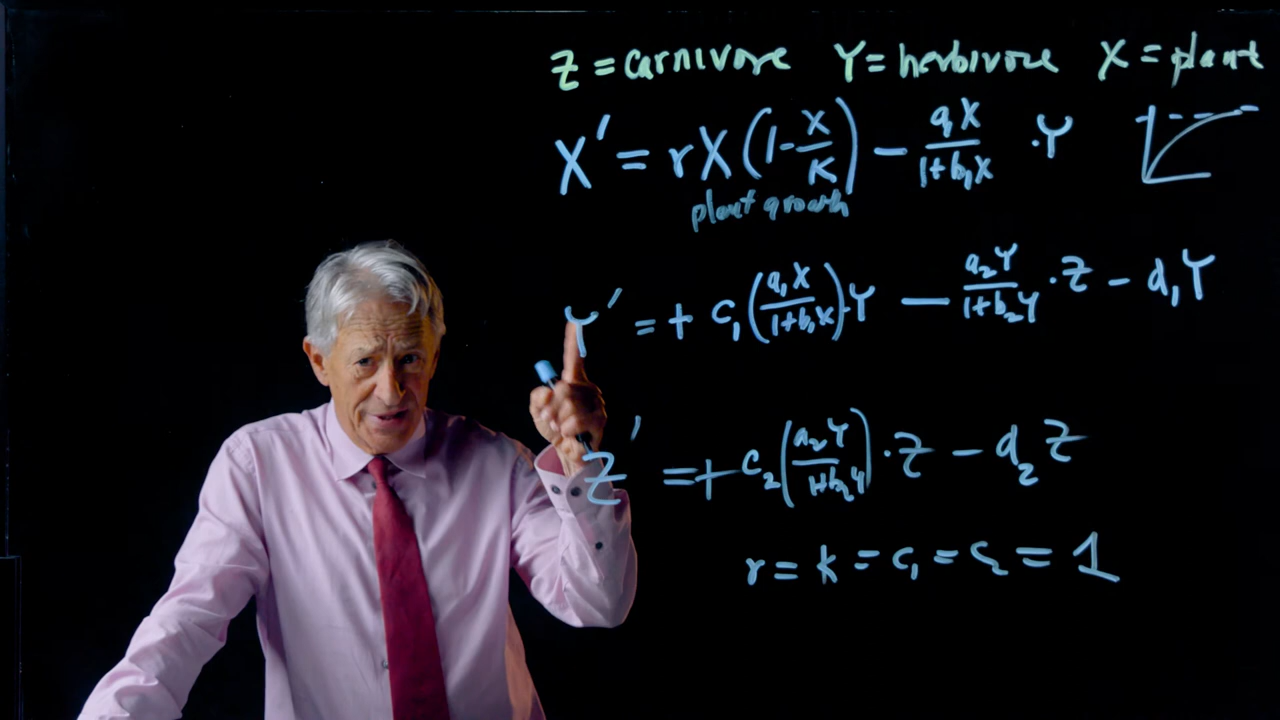 Z = carnivore Y = herbivore X = plant
X' = rX(1 - X/K) - a₁X/(1+b₁X) · Y
plant growth
Y' = + c₁(a₁X/(1+b₁X)) · Y - a₂Y/(1+b₂Y) · Z - d₁Y
Z' = + c₂(a₂Y/(1+b₂Y)) · Z - d₂Z
r = k = c₁ = c₂ = 1